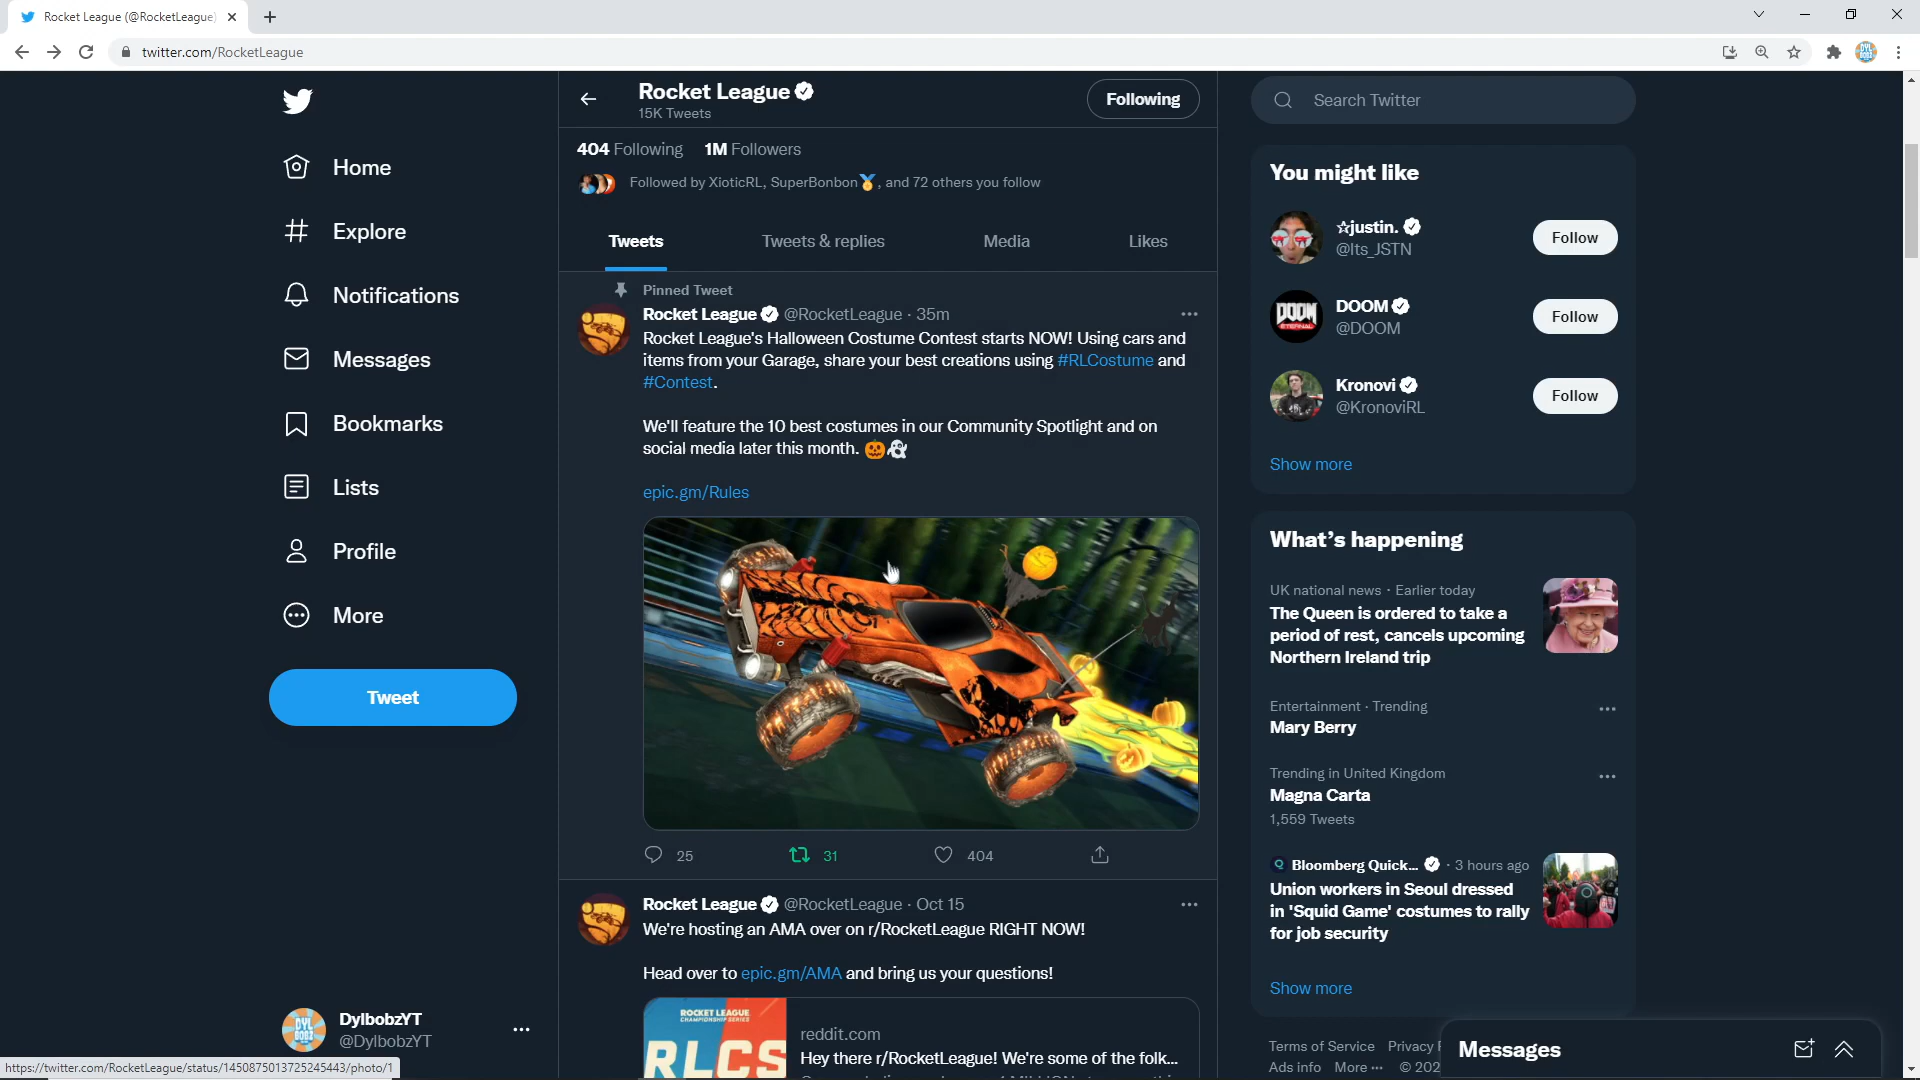 Rocket League (@RocketLeague)
twitter.com/RocketLeague
Home
Explore
Notifications
Messages
Bookmarks
Lists
Profile
More
Tweet
DylbobzYT
@DylbobzYT
https://twitter.com/RocketLeague/status/1450875013725245443/photo/1
Rocket League
15K Tweets
Following
404 Following 1M Followers
Followed by XioticRL, SuperBonbon🏅, and 72 others you follow
Tweets
Tweets & replies
Media
Likes
Pinned Tweet
Rocket League @RocketLeague · 35m
Rocket League's Halloween Costume Contest starts NOW! Using cars and
items from your Garage, share your best creations using #RLCostume and
#Contest.
We'll feature the 10 best costumes in our Community Spotlight and on
social media later this month. 🎃👻
epic.gm/Rules
25
31
404
Rocket League @RocketLeague · Oct 15
We're hosting an AMA over on r/RocketLeague RIGHT NOW!
Head over to epic.gm/AMA and bring us your questions!
ROCKET LEAGUE
CHAMPIONSHIP SERIES
RLCS
reddit.com
Hey there r/RocketLeague! We're some of the folk...
Search Twitter
You might like
☆justin.
@Its_JSTN
Follow
DOOM
ETERNAL
DOOM
@DOOM
Follow
Kronovi
@KronoviRL
Follow
Show more
What's happening
UK national news · Earlier today
The Queen is ordered to take a
period of rest, cancels upcoming
Northern Ireland trip
Entertainment · Trending
Mary Berry
Trending in United Kingdom
Magna Carta
1,559 Tweets
Bloomberg Quick... · 3 hours ago
Union workers in Seoul dressed
in 'Squid Game' costumes to rally
for job security
Show more
Terms of Service Privacy
Ads info More ··· © 202
Messages